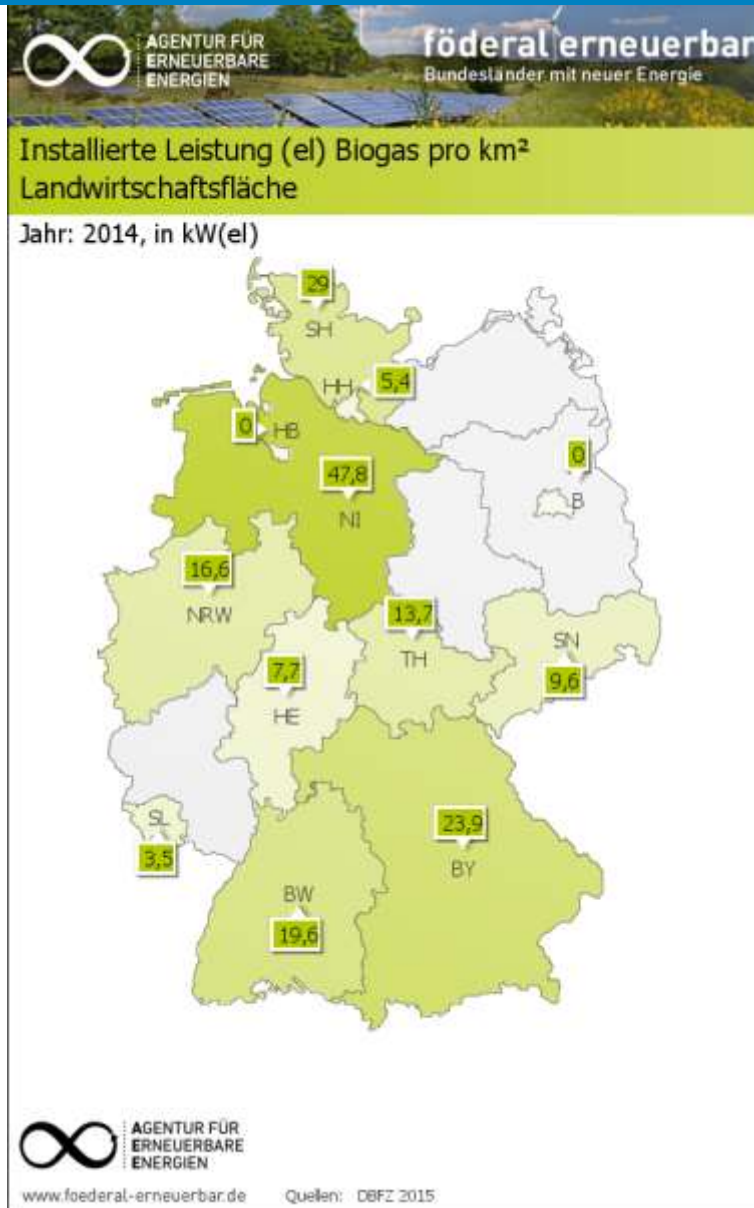 AGENTUR FÜR
ERNEUERBARE
ENERGIEN
föderal erneuerbar
Bundesländer mit neuer Energie
Installierte Leistung (el) Biogas pro km²
Landwirtschaftsfläche
Jahr: 2014, in kW(el)
29
SH
HH
5,4
0
HB
47,8
NI
0
B
16,6
NRW
13,7
TH
SN
9,6
7,7
HE
SL
3,5
23,9
BY
BW
19,6
AGENTUR FÜR
ERNEUERBARE
ENERGIEN
www.foederal-erneuerbar.de Quellen: DBFZ 2015